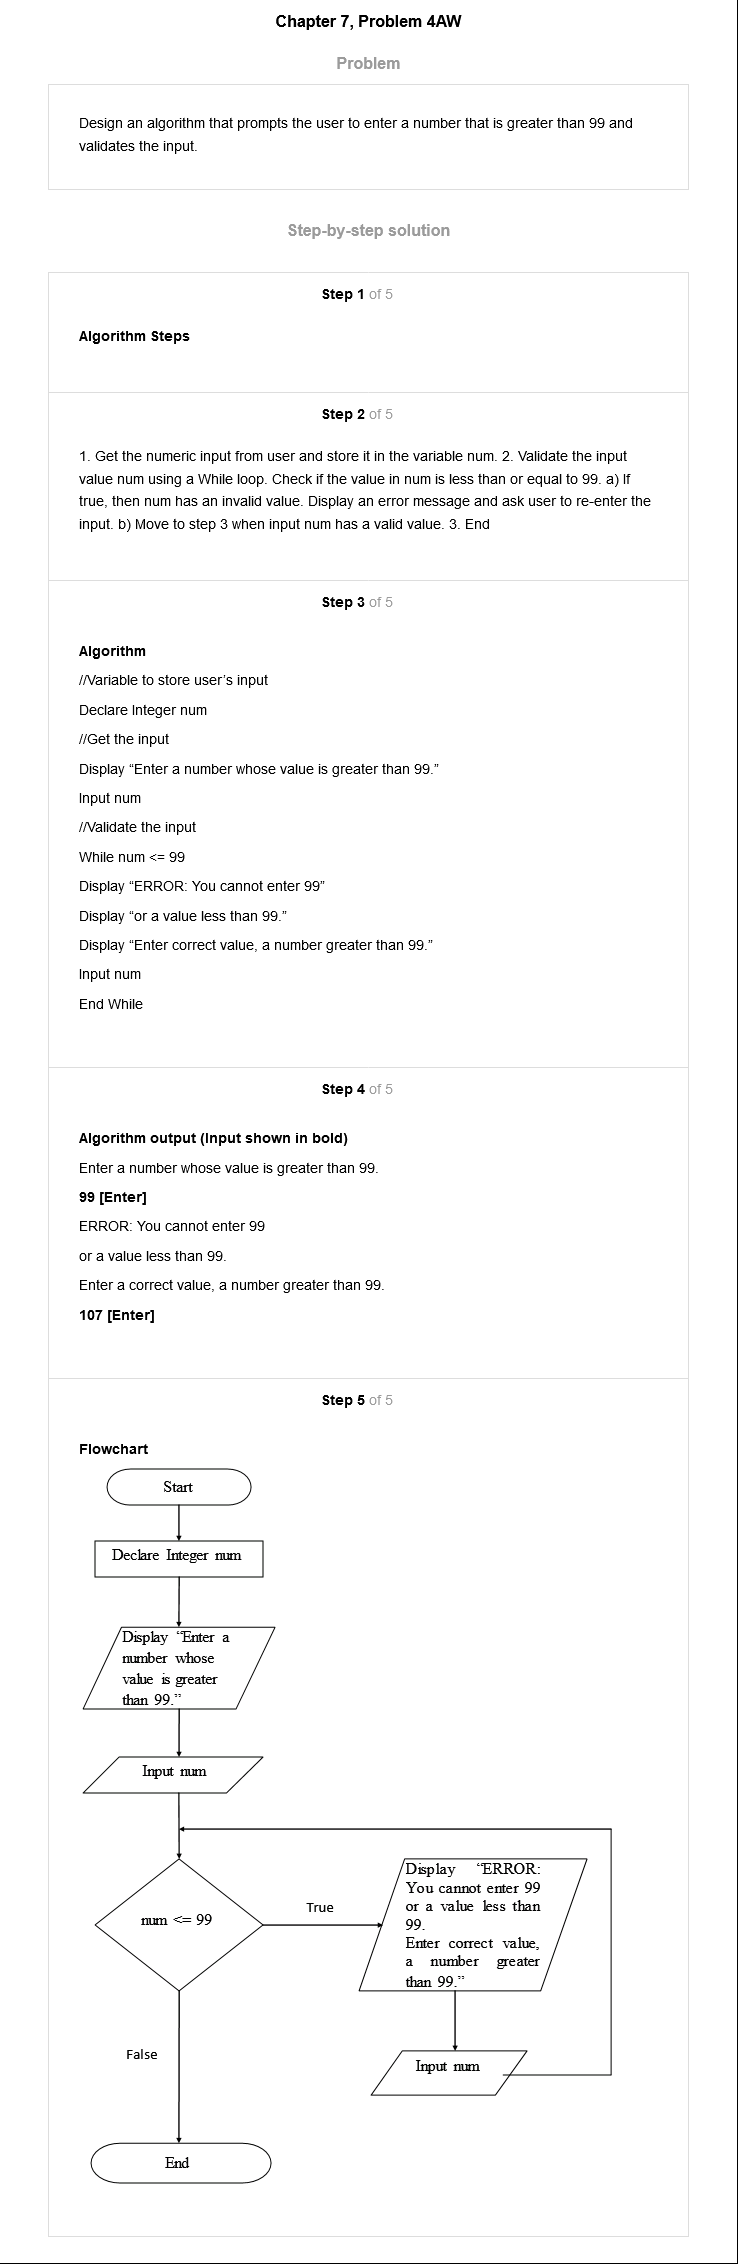 Chapter 7, Problem 4AW
Problem
Design an algorithm that prompts the user to enter a number that is greater than 99 and
validates the input.
Step-by-step solution
Step 1 of 5
Algorithm Steps
Step 2 of 5
1. Get the numeric input from user and store it in the variable num. 2. Validate the input
value num using a While loop. Check if the value in num is less than or equal to 99. a) If
true, then num has an invalid value. Display an error message and ask user to re-enter the
input. b) Move to step 3 when input num has a valid value. 3. End
Step 3 of 5
Algorithm
//Variable to store user’s input
Declare Integer num
//Get the input
Display “Enter a number whose value is greater than 99.”
Input num
//Validate the input
While num <= 99
Display “ERROR: You cannot enter 99”
Display “or a value less than 99.”
Display “Enter correct value, a number greater than 99.”
Input num
End While
Step 4 of 5
Algorithm output (Input shown in bold)
Enter a number whose value is greater than 99.
99 [Enter]
ERROR: You cannot enter 99
or a value less than 99.
Enter a correct value, a number greater than 99.
107 [Enter]
Step 5 of 5
Flowchart
Start
Declare Integer num
Display “Enter a
number whose
value is greater
than 99.”
Input num
num <= 99
True
Display “ERROR:
You cannot enter 99
or a value less than
99.
Enter correct value,
a number greater
than 99.”
Input num
False
End